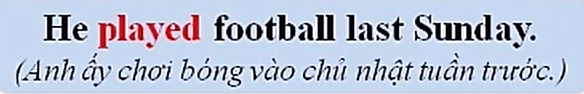 He played football last Sunday.
(Anh ấy chơi bóng vào chủ nhật tuần trước.)